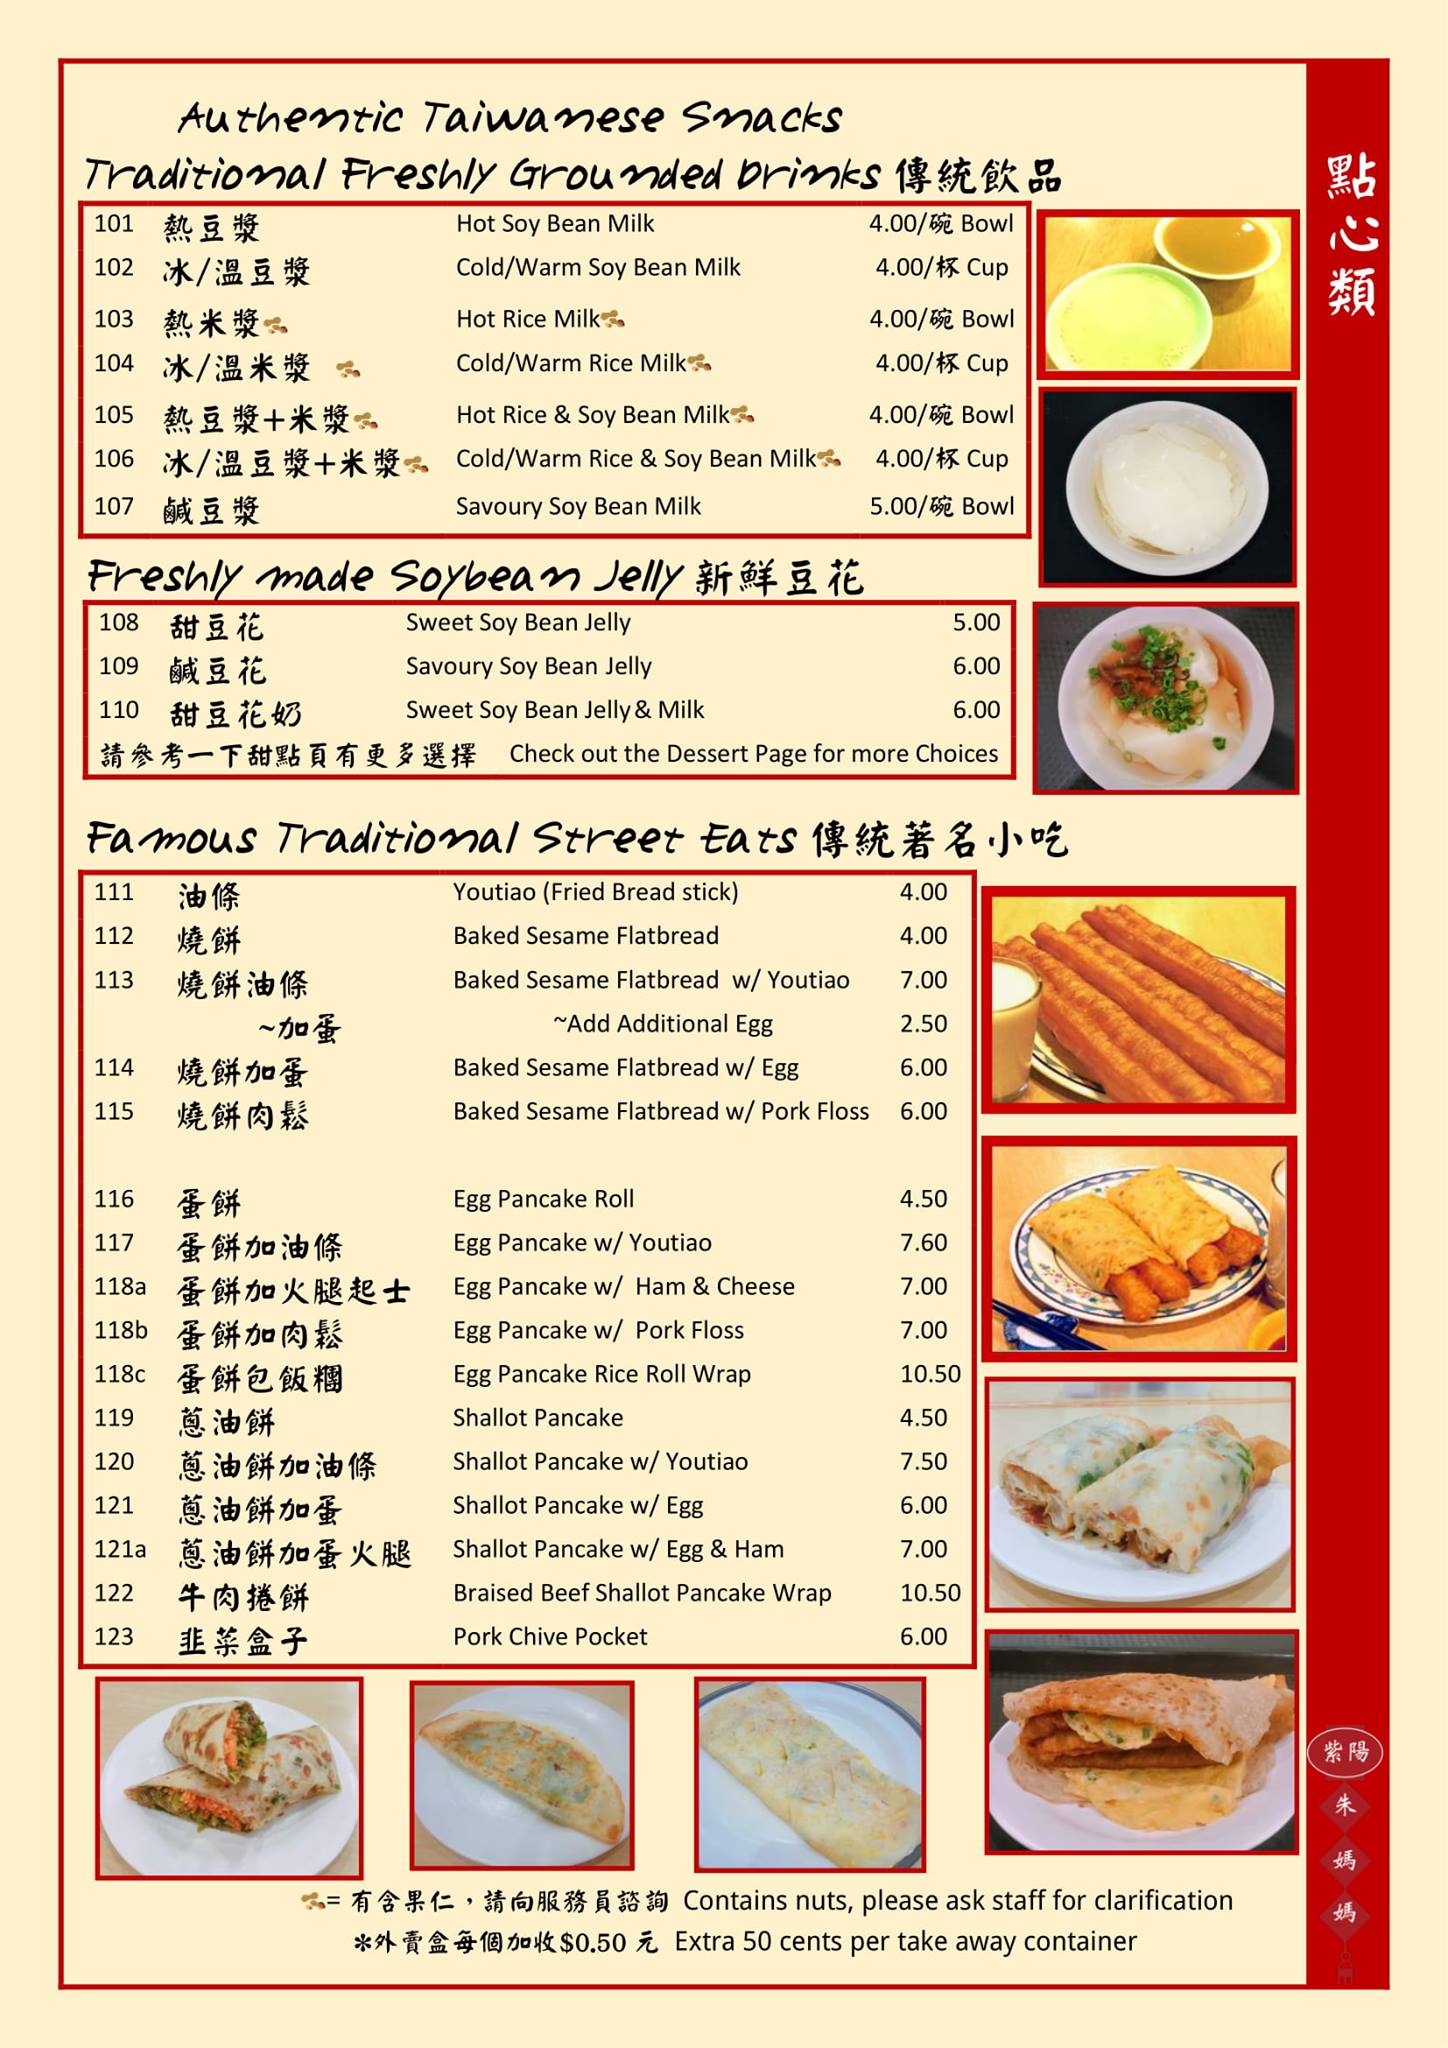 Authentic Taiwanese Snacks
Traditional Freshly Grounded Drinks 傳統飲品
101 熱豆漿 Hot Soy Bean Milk 4.00/碗 Bowl
102 冰/溫豆漿 Cold/Warm Soy Bean Milk 4.00/杯 Cup
103 熱米漿 Hot Rice Milk 4.00/碗 Bowl
104 冰/溫米漿 Cold/Warm Rice Milk 4.00/杯 Cup
105 熱豆漿+米漿 Hot Rice & Soy Bean Milk 4.00/碗 Bowl
106 冰/溫豆漿+米漿 Cold/Warm Rice & Soy Bean Milk 4.00/杯 Cup
107 鹹豆漿 Savoury Soy Bean Milk 5.00/碗 Bowl
Freshly made Soybean Jelly 新鮮豆花
108 甜豆花 Sweet Soy Bean Jelly 5.00
109 鹹豆花 Savoury Soy Bean Jelly 6.00
110 甜豆花奶 Sweet Soy Bean Jelly & Milk 6.00
請參考一下甜點頁有更多選擇 Check out the Dessert Page for more Choices
Famous Traditional Street Eats 傳統著名小吃
111 油條 Youtiao (Fried Bread stick) 4.00
112 燒餅 Baked Sesame Flatbread 4.00
113 燒餅油條 Baked Sesame Flatbread w/ Youtiao 7.00
~加蛋 ~Add Additional Egg 2.50
114 燒餅加蛋 Baked Sesame Flatbread w/ Egg 6.00
115 燒餅肉鬆 Baked Sesame Flatbread w/ Pork Floss 6.00
116 蛋餅 Egg Pancake Roll 4.50
117 蛋餅加油條 Egg Pancake w/ Youtiao 7.60
118a 蛋餅加火腿起士 Egg Pancake w/ Ham & Cheese 7.00
118b 蛋餅加肉鬆 Egg Pancake w/ Pork Floss 7.00
118c 蛋餅包飯糰 Egg Pancake Rice Roll Wrap 10.50
119 蔥油餅 Shallot Pancake 4.50
120 蔥油餅加油條 Shallot Pancake w/ Youtiao 7.50
121 蔥油餅加蛋 Shallot Pancake w/ Egg 6.00
121a 蔥油餅加蛋火腿 Shallot Pancake w/ Egg & Ham 7.00
122 牛肉捲餅 Braised Beef Shallot Pancake Wrap 10.50
123 韭菜盒子 Pork Chive Pocket 6.00
= 有含果仁，請向服務員諮詢 Contains nuts, please ask staff for clarification
*外賣盒每個加收$0.50 元 Extra 50 cents per take away container
點心類
紫陽
朱媽媽